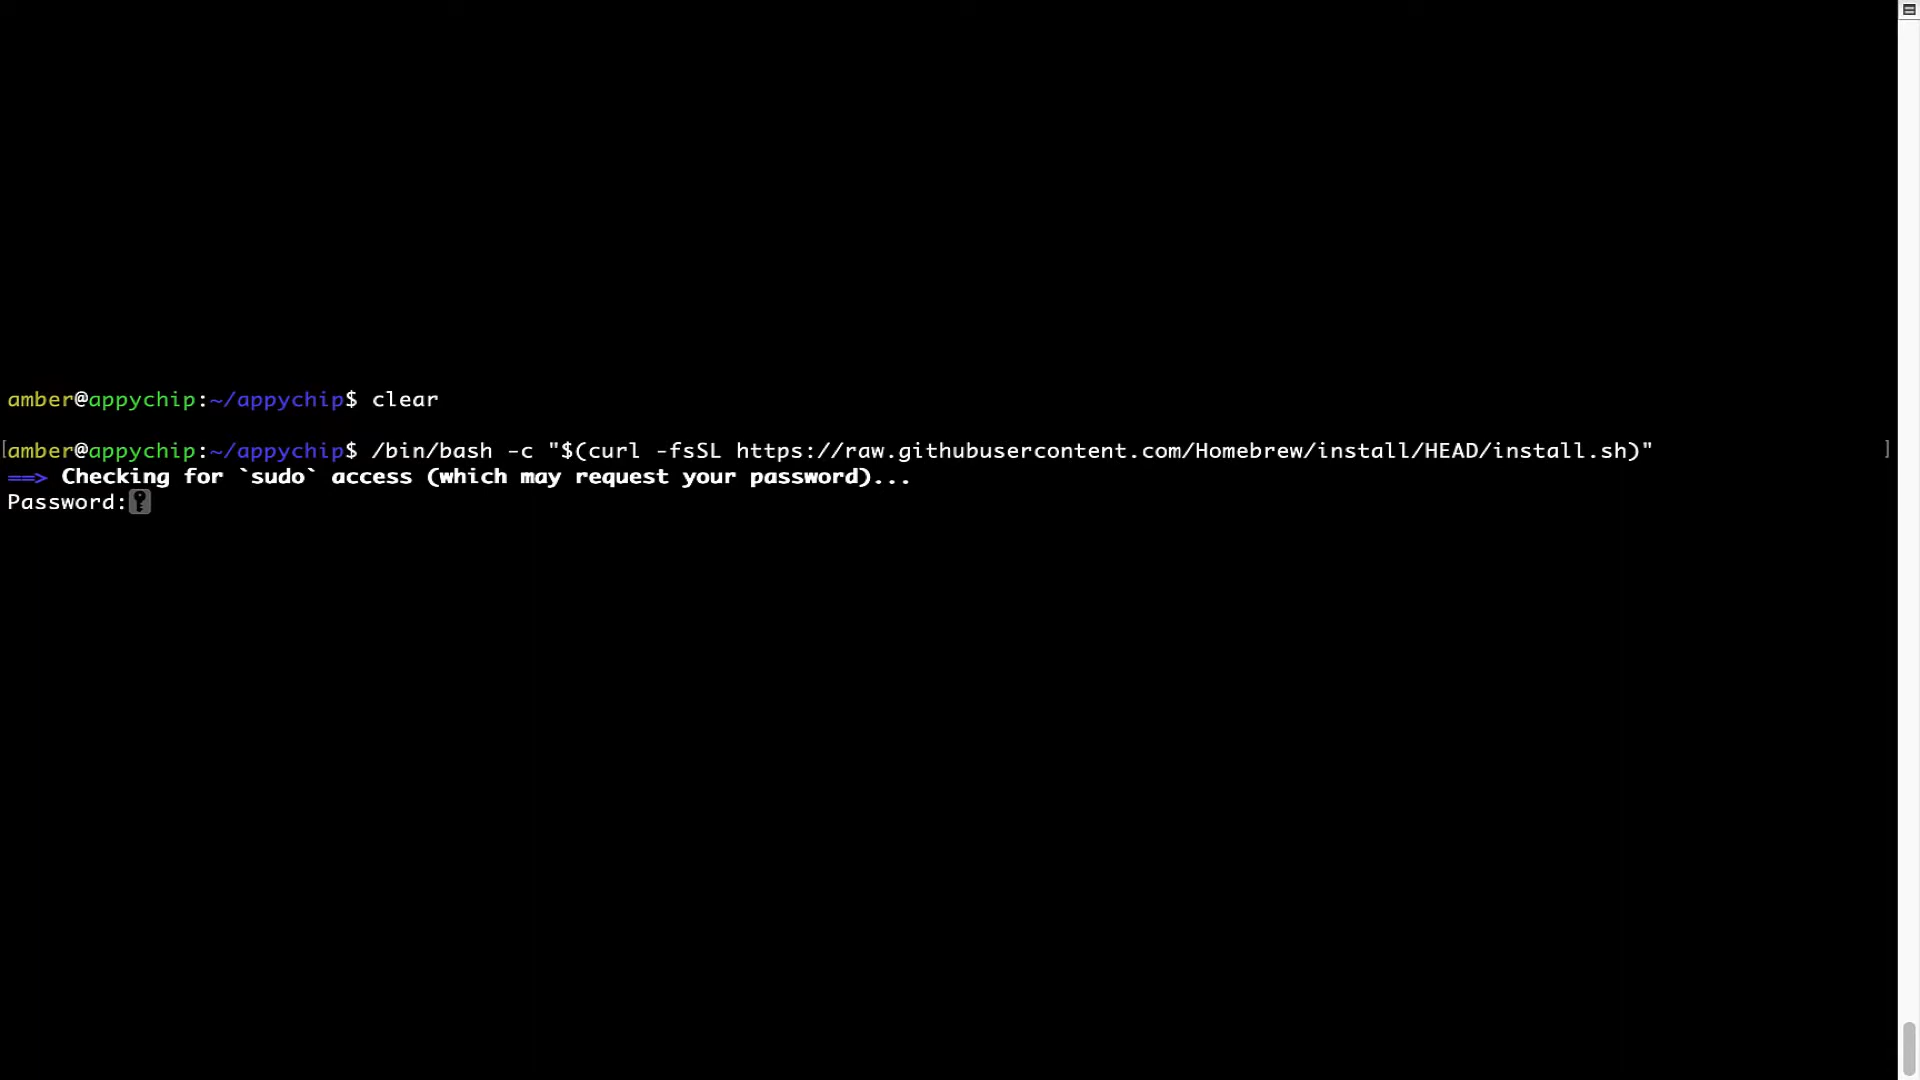 amber@appychip:~/appychip$ clear
[amber@appychip:~/appychip$ /bin/bash -c "$(curl -fsSL https://raw.githubusercontent.com/Homebrew/install/HEAD/install.sh)" ]
==> Checking for `sudo` access (which may request your password)...
Password: